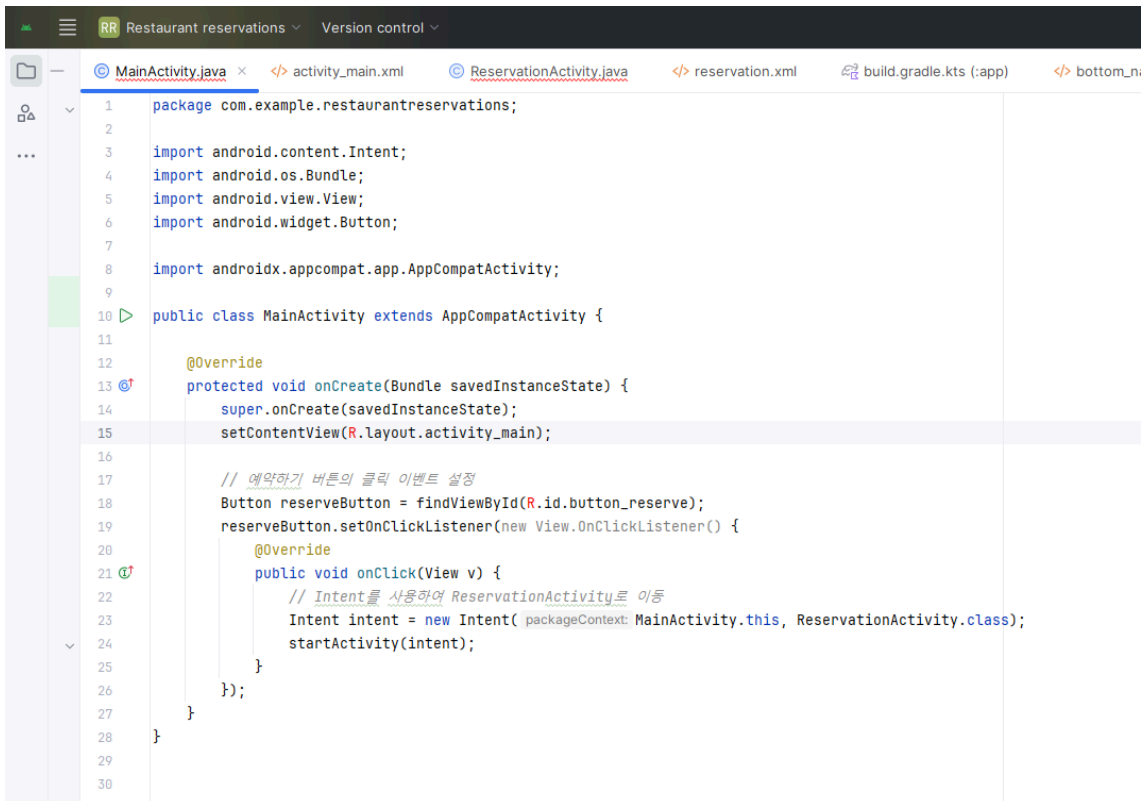 RR Restaurant reservations Version control
MainActivity.java activity_main.xml ReservationActivity.java reservation.xml build.gradle.kts (:app) bottom_na
1 package com.example.restaurantreservations;
2
3 import android.content.Intent;
4 import android.os.Bundle;
5 import android.view.View;
6 import android.widget.Button;
7
8 import androidx.appcompat.app.AppCompatActivity;
9
10 public class MainActivity extends AppCompatActivity {
11
12 @Override
13 protected void onCreate(Bundle savedInstanceState) {
14 super.onCreate(savedInstanceState);
15 setContentView(R.layout.activity_main);
16
17 // 예약하기 버튼의 클릭 이벤트 설정
18 Button reserveButton = findViewById(R.id.button_reserve);
19 reserveButton.setOnClickListener(new View.OnClickListener() {
20 @Override
21 public void onClick(View v) {
22 // Intent를 사용하여 ReservationActivity로 이동
23 Intent intent = new Intent( packageContext: MainActivity.this, ReservationActivity.class);
24 startActivity(intent);
25 }
26 });
27 }
28 }
29
30